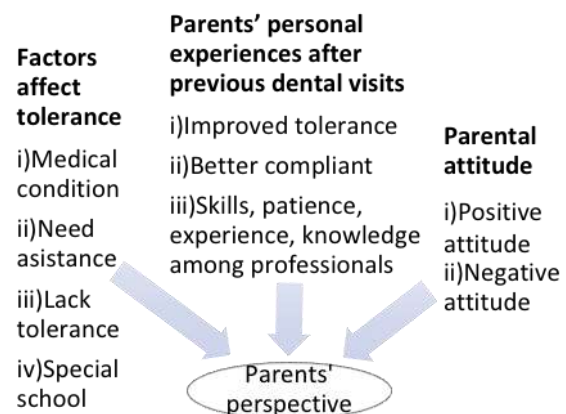 Factors
affect
tolerance
i)Medical
condition
ii)Need
asistance
iii)Lack
tolerance
iv)Special
school
Parents’ personal
experiences after
previous dental visits
i)Improved tolerance
ii)Better compliant
iii)Skills, patience,
experience, knowledge
among professionals
Parental
attitude
i)Positive
attitude
ii)Negative
attitude
Parents'
perspective